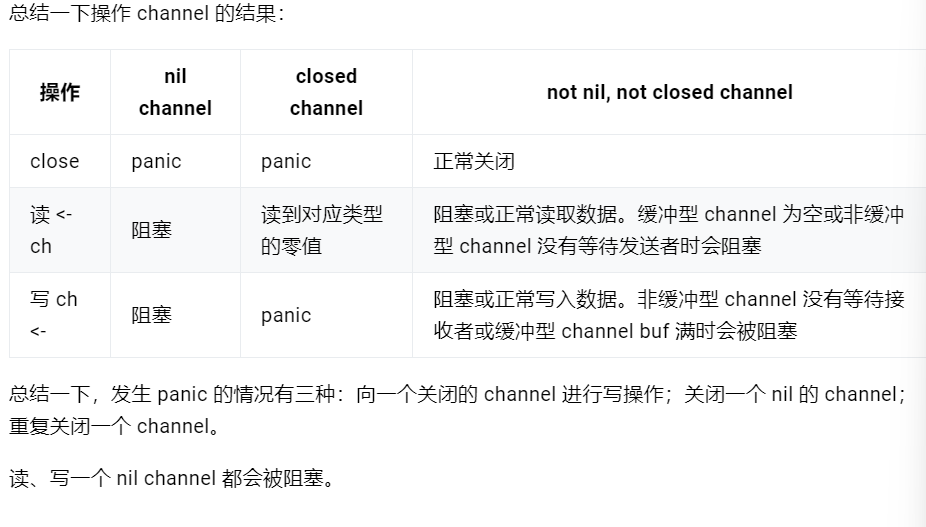 总结一下操作 channel 的结果：
操作
nil
channel
closed
channel
not nil, not closed channel
close
panic
panic
正常关闭
读 <-
ch
阻塞
读到对应类型
的零值
阻塞或正常读取数据。缓冲型 channel 为空或非缓冲
型 channel 没有等待发送者时会阻塞
写 ch
<-
阻塞
panic
阻塞或正常写入数据。非缓冲型 channel 没有等待接
收者或缓冲型 channel buf 满时会被阻塞
总结一下，发生 panic 的情况有三种：向一个关闭的 channel 进行写操作；关闭一个 nil 的 channel；
重复关闭一个 channel。
读、写一个 nil channel 都会被阻塞。